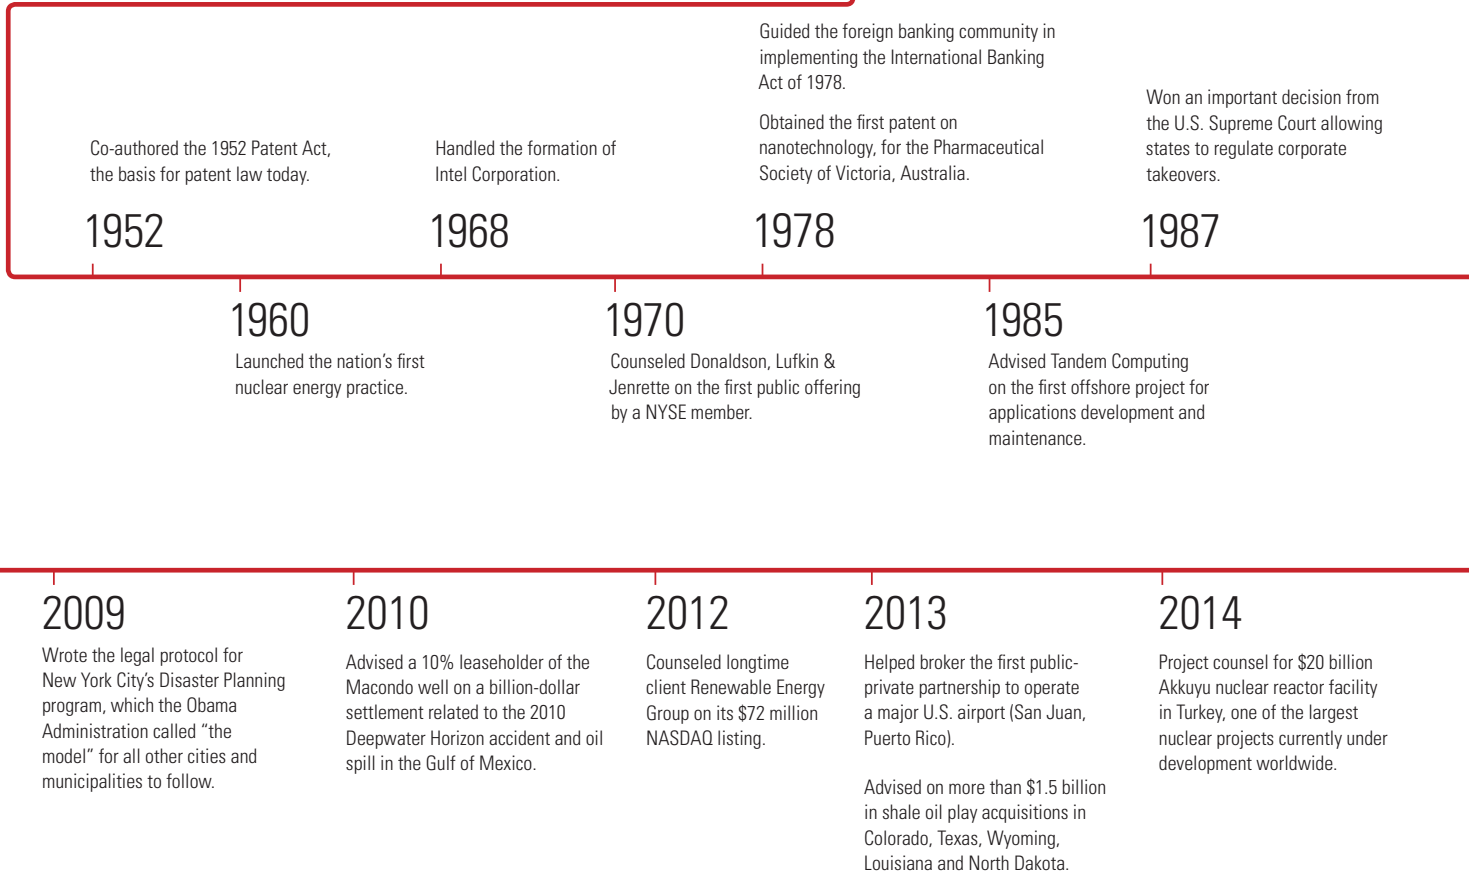 Co-authored the 1952 Patent Act,
the basis for patent law today.
1952
1960
Launched the nation’s first
nuclear energy practice.
Handled the formation of
Intel Corporation.
1968
1970
Counseled Donaldson, Lufkin &
Jenrette on the first public offering
by a NYSE member.
Guided the foreign banking community in
implementing the International Banking
Act of 1978.
Obtained the first patent on
nanotechnology, for the Pharmaceutical
Society of Victoria, Australia.
1978
1985
Advised Tandem Computing
on the first offshore project for
applications development and
maintenance.
Won an important decision from
the U.S. Supreme Court allowing
states to regulate corporate
takeovers.
1987
2009
Wrote the legal protocol for
New York City’s Disaster Planning
program, which the Obama
Administration called “the
model” for all other cities and
municipalities to follow.
2010
Advised a 10% leaseholder of the
Macondo well on a billion-dollar
settlement related to the 2010
Deepwater Horizon accident and oil
spill in the Gulf of Mexico.
2012
Counseled longtime
client Renewable Energy
Group on its $72 million
NASDAQ listing.
2013
Helped broker the first public-
private partnership to operate
a major U.S. airport (San Juan,
Puerto Rico).
Advised on more than $1.5 billion
in shale oil play acquisitions in
Colorado, Texas, Wyoming,
Louisiana and North Dakota.
2014
Project counsel for $20 billion
Akkuyu nuclear reactor facility
in Turkey, one of the largest
nuclear projects currently under
development worldwide.